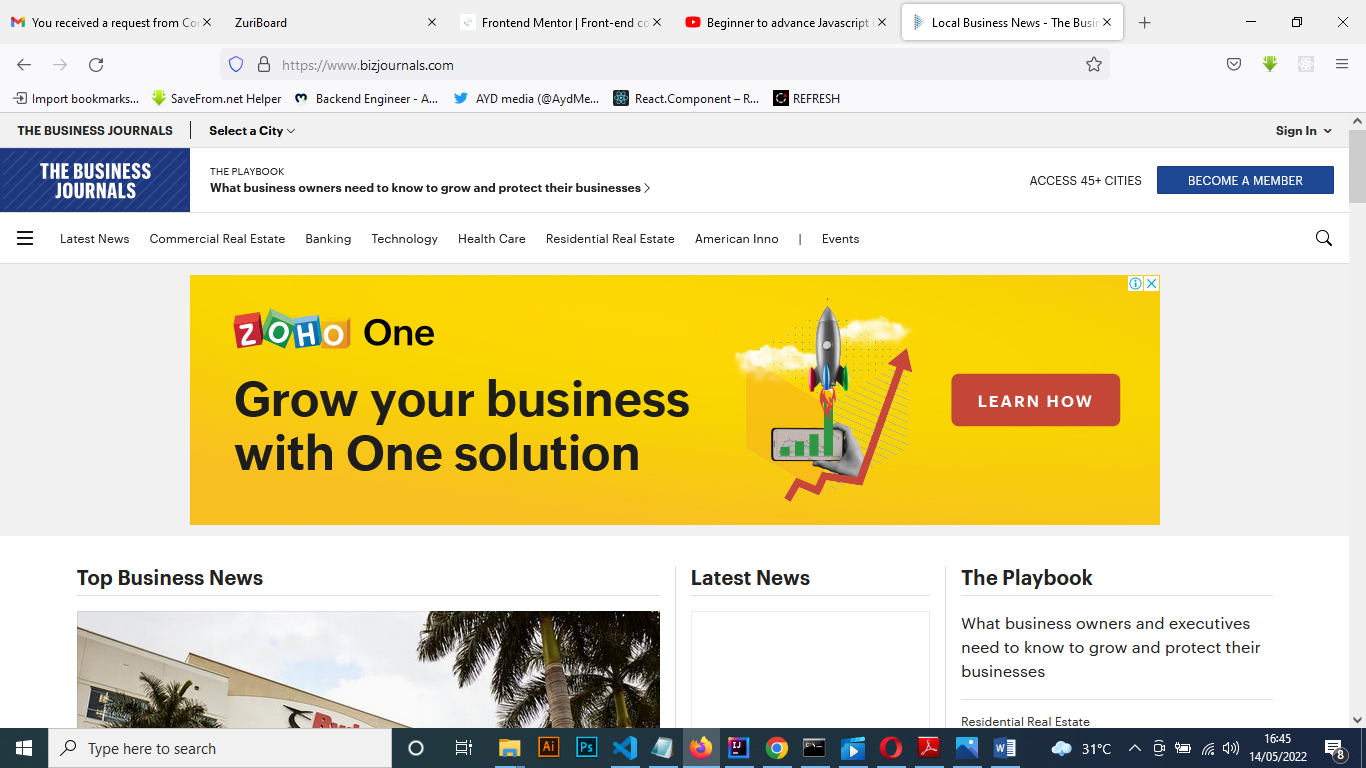 You received a request from Cor
ZuriBoard
Frontend Mentor | Front-end co
Beginner to advance Javascript c
Local Business News - The Busin
https://www.bizjournals.com
Import bookmarks...
SaveFrom.net Helper
Backend Engineer - A...
AYD media (@AydMe...
React.Component – R...
REFRESH
THE BUSINESS JOURNALS
Select a City
Sign In
THE BUSINESS
JOURNALS
THE PLAYBOOK
What business owners need to know to grow and protect their businesses
ACCESS 45+ CITIES
BECOME A MEMBER
Latest News
Commercial Real Estate
Banking
Technology
Health Care
Residential Real Estate
American Inno
|
Events
ZOHO One
Grow your business
with One solution
LEARN HOW
Top Business News
Latest News
The Playbook
What business owners and executives
need to know to grow and protect their
businesses
Residential Real Estate
Type here to search
Ai
Ps
IJ
W
31°C
16:45
14/05/2022
8